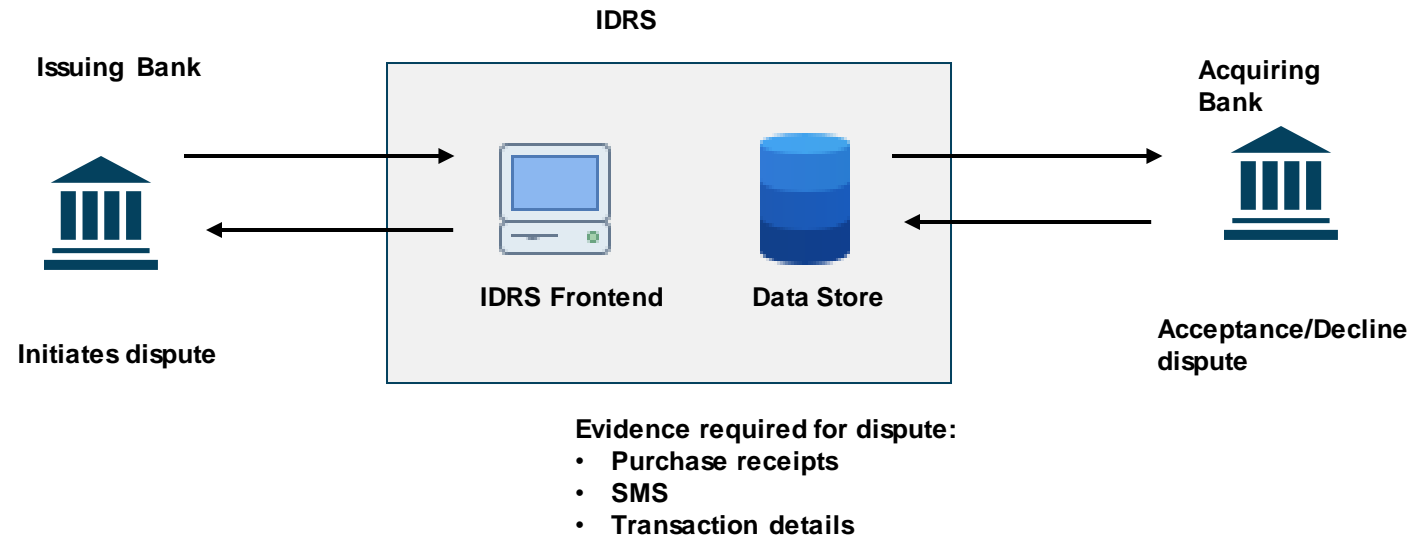 IDRS
Issuing Bank
Acquiring
Bank
IDRS Frontend
Data Store
Initiates dispute
Acceptance/Decline
dispute
Evidence required for dispute:
• Purchase receipts
• SMS
• Transaction details